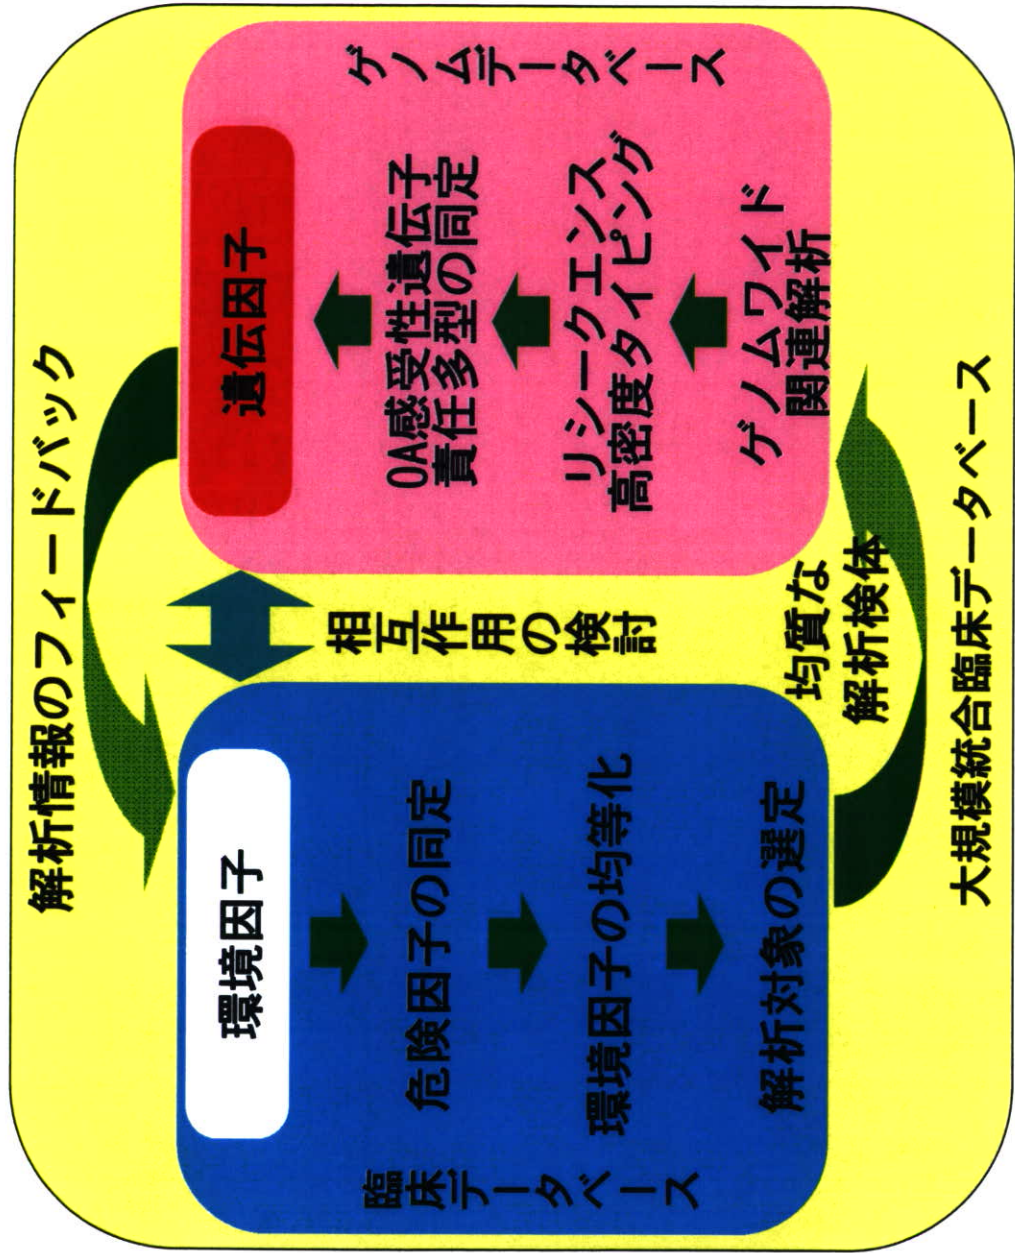 解析情報のフィードバック
臨床データベース
環境因子
危険因子の同定
環境因子の均等化
解析対象の選定
相互作用の検討
遺伝因子
OA感受性遺伝子
責任多型の同定
リシークエンス
高密度タイピング
ゲノムワイド
関連解析
ゲノムデータベース
均質な
解析検体
大規模統合臨床データベース